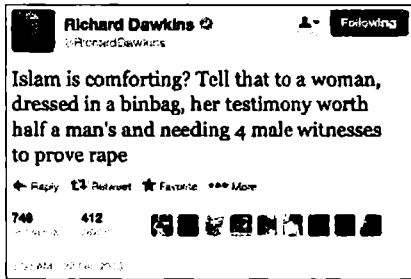 Richard Dawkins
@RichardDawkins
Following
Islam is comforting? Tell that to a woman,
dressed in a binbag, her testimony worth
half a man's and needing 4 male witnesses
to prove rape
Reply Retweet Favorite More
746 412